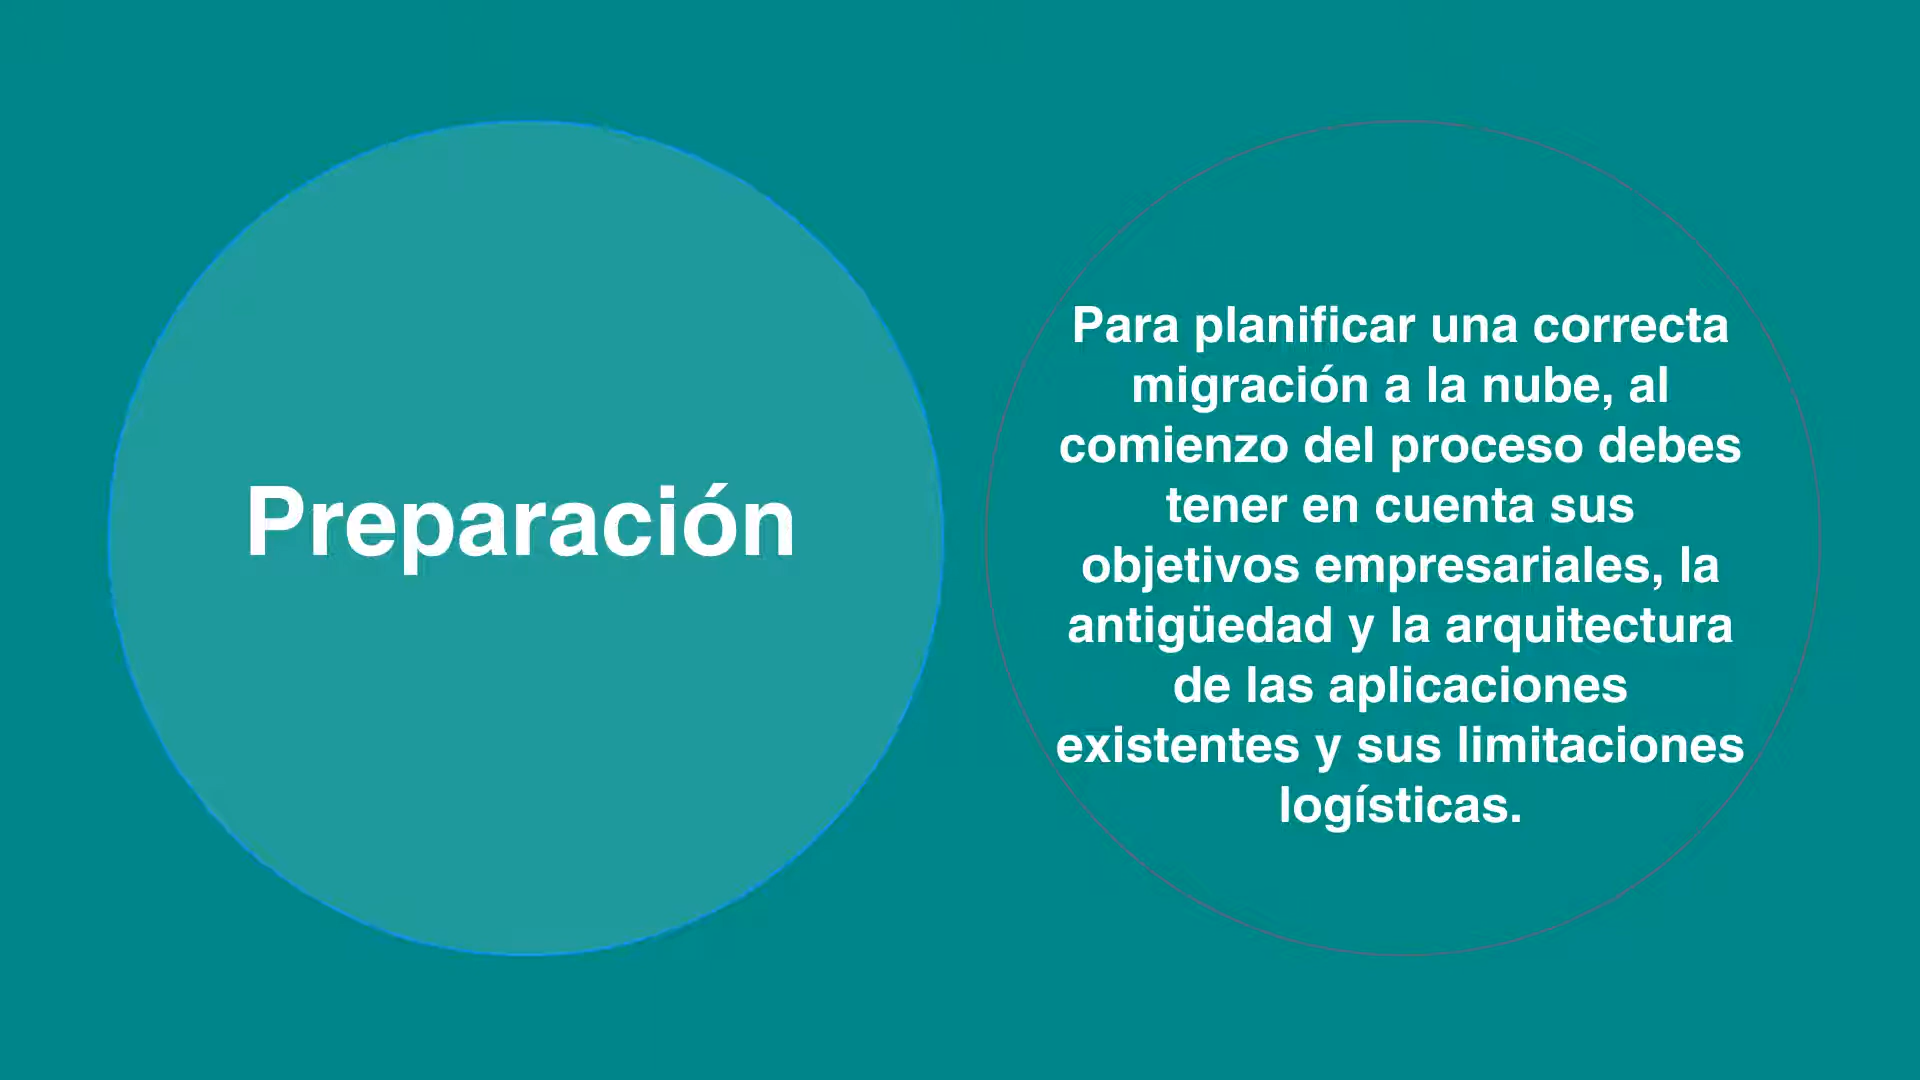 Preparación
Para planificar una correcta
migración a la nube, al
comienzo del proceso debes
tener en cuenta sus
objetivos empresariales, la
antigüedad y la arquitectura
de las aplicaciones
existentes y sus limitaciones
logísticas.